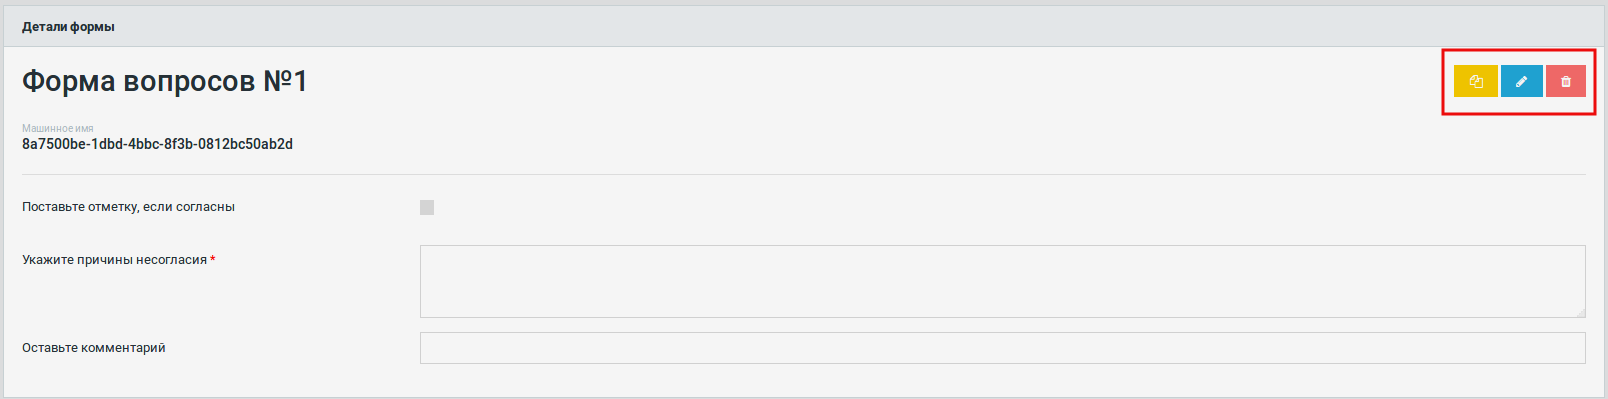 Детали формы
Форма вопросов №1
Машинное имя
8a7500be-1dbd-4bbc-8f3b-0812bc50ab2d
Поставьте отметку, если согласны
Укажите причины несогласия *
Оставьте комментарий